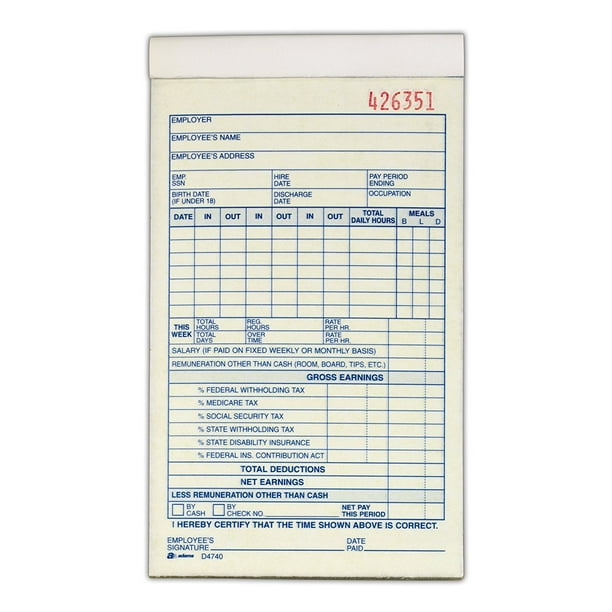 426351
EMPLOYER
EMPLOYEE'S NAME
EMPLOYEE'S ADDRESS
EMP. SSN HIRE DATE PAY PERIOD ENDING
BIRTH DATE (IF UNDER 18) DISCHARGE DATE OCCUPATION
DATE IN OUT IN OUT IN OUT TOTAL DAILY HOURS MEALS B L D
THIS WEEK TOTAL HOURS REG. HOURS RATE PER HR.
TOTAL DAYS OVER TIME RATE PER HR.
SALARY (IF PAID ON FIXED WEEKLY OR MONTHLY BASIS)
REMUNERATION OTHER THAN CASH (ROOM, BOARD, TIPS, ETC.)
GROSS EARNINGS
% FEDERAL WITHHOLDING TAX
% MEDICARE TAX
% SOCIAL SECURITY TAX
% STATE WITHHOLDING TAX
% STATE DISABILITY INSURANCE
% FEDERAL INS. CONTRIBUTION ACT
TOTAL DEDUCTIONS
NET EARNINGS
LESS REMUNERATION OTHER THAN CASH
BY CASH BY CHECK NO. NET PAY THIS PERIOD
I HEREBY CERTIFY THAT THE TIME SHOWN ABOVE IS CORRECT.
EMPLOYEE'S SIGNATURE DATE PAID
adams D4740